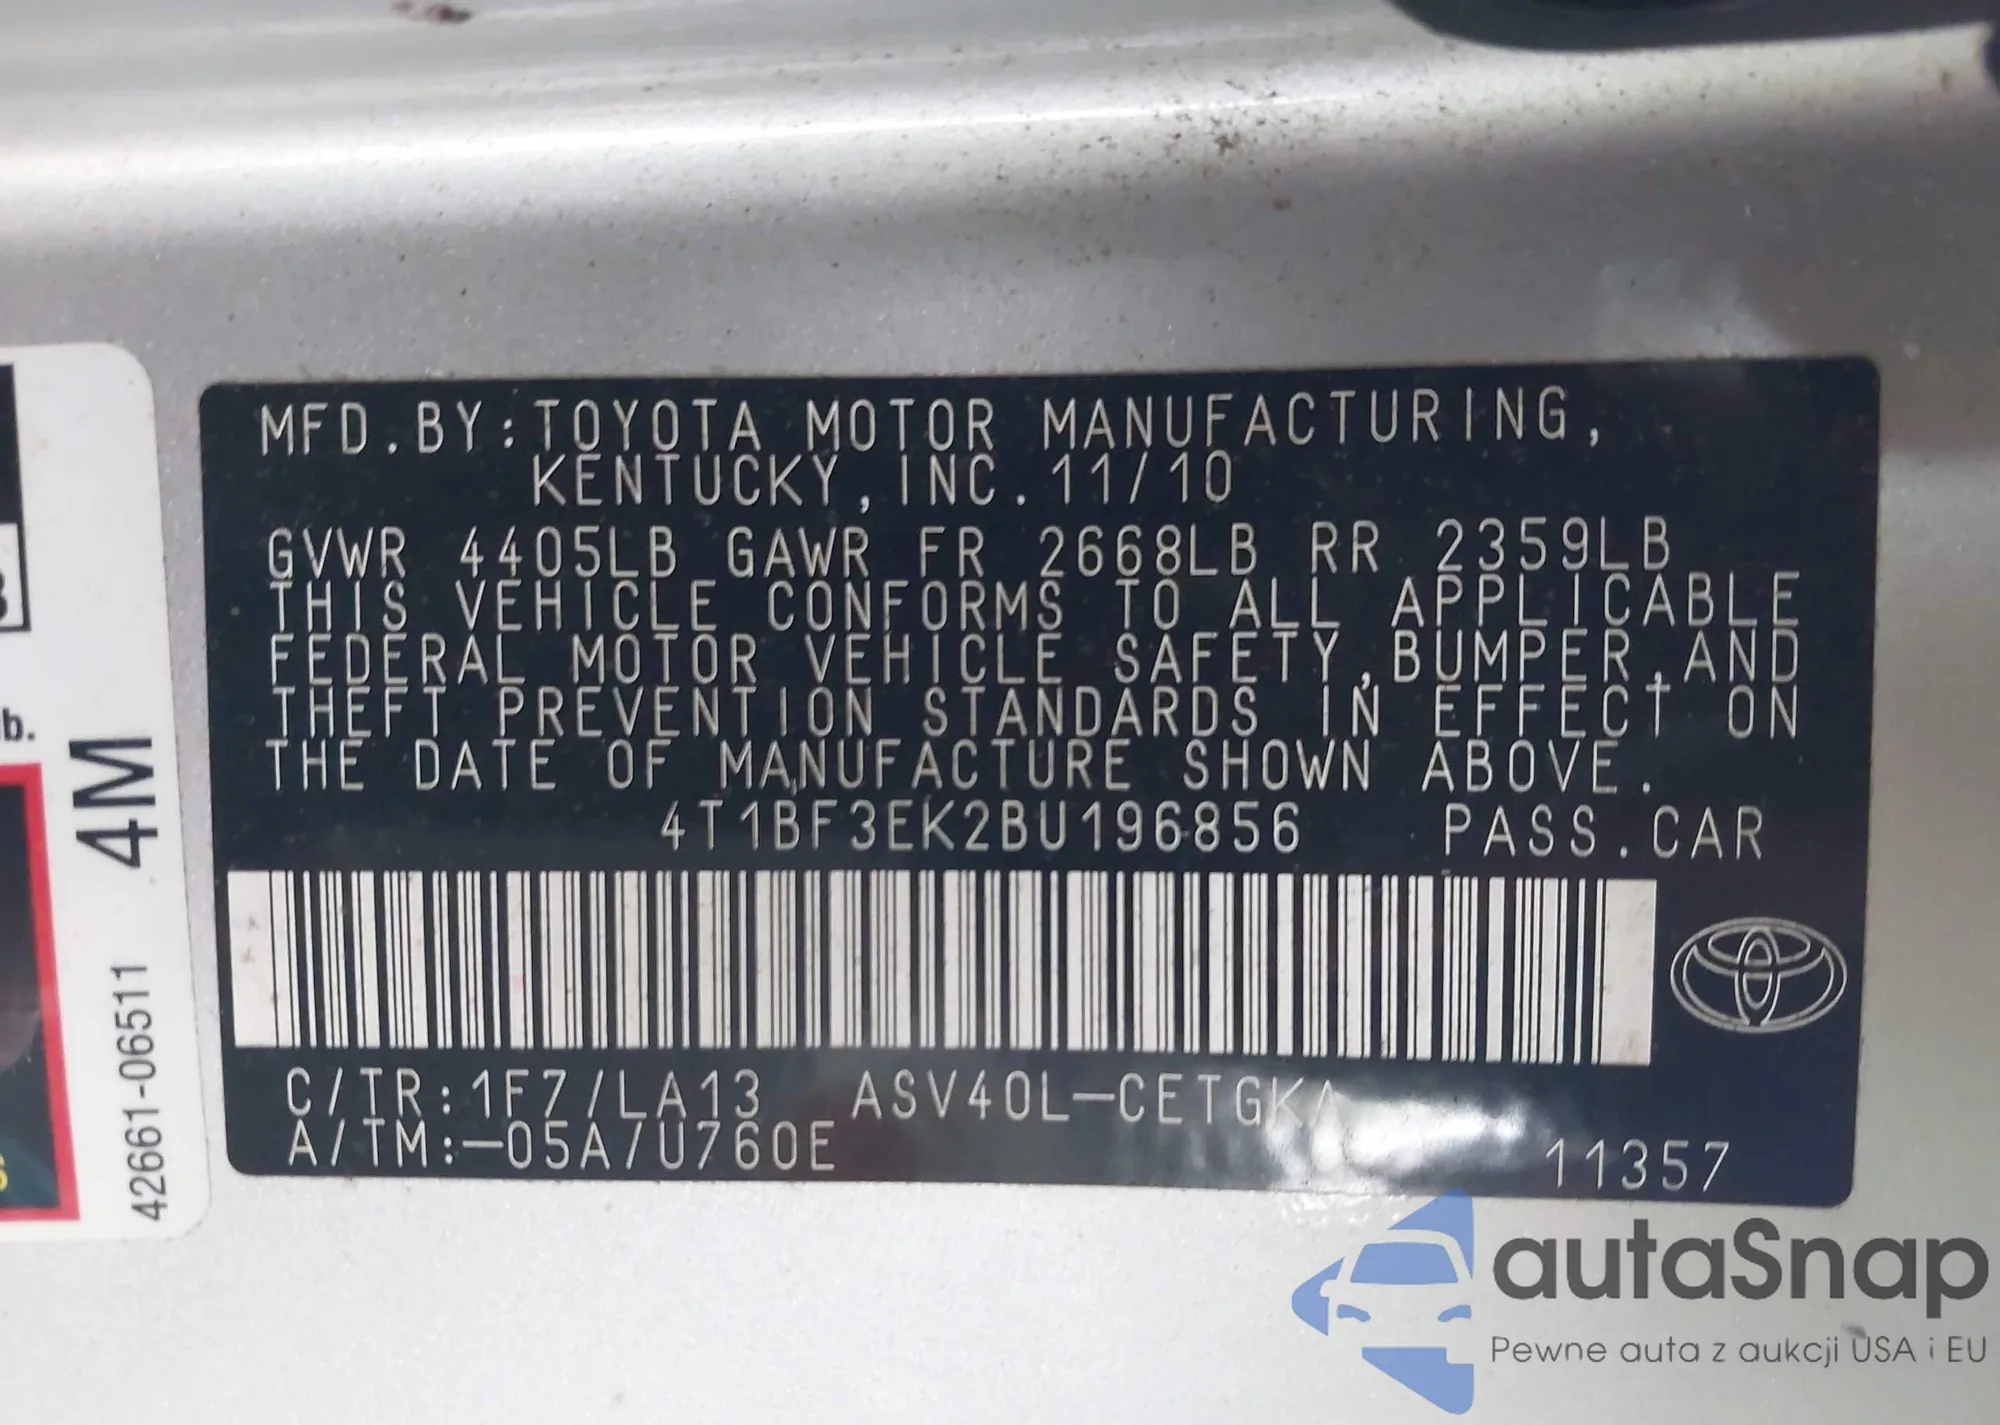 MFD.BY:TOYOTA MOTOR MANUFACTURING,
KENTUCKY,INC.11/10
GVWR 4405LB GAWR FR 2668LB RR 2359LB
THIS VEHICLE CONFORMS TO ALL APPLICABLE
FEDERAL MOTOR VEHICLE SAFETY,BUMPER,AND
THEFT PREVENTION STANDARDS IN EFFECT ON
THE DATE OF MANUFACTURE SHOWN ABOVE.
4T1BF3EK2BU196856 PASS.CAR
C/TR:1F7/LA13 ASV40L-CETGKA
A/TM:-05A/U760E
11357
4M
42661-06511
autaSnap
Pewne auta z aukcji USA i EU